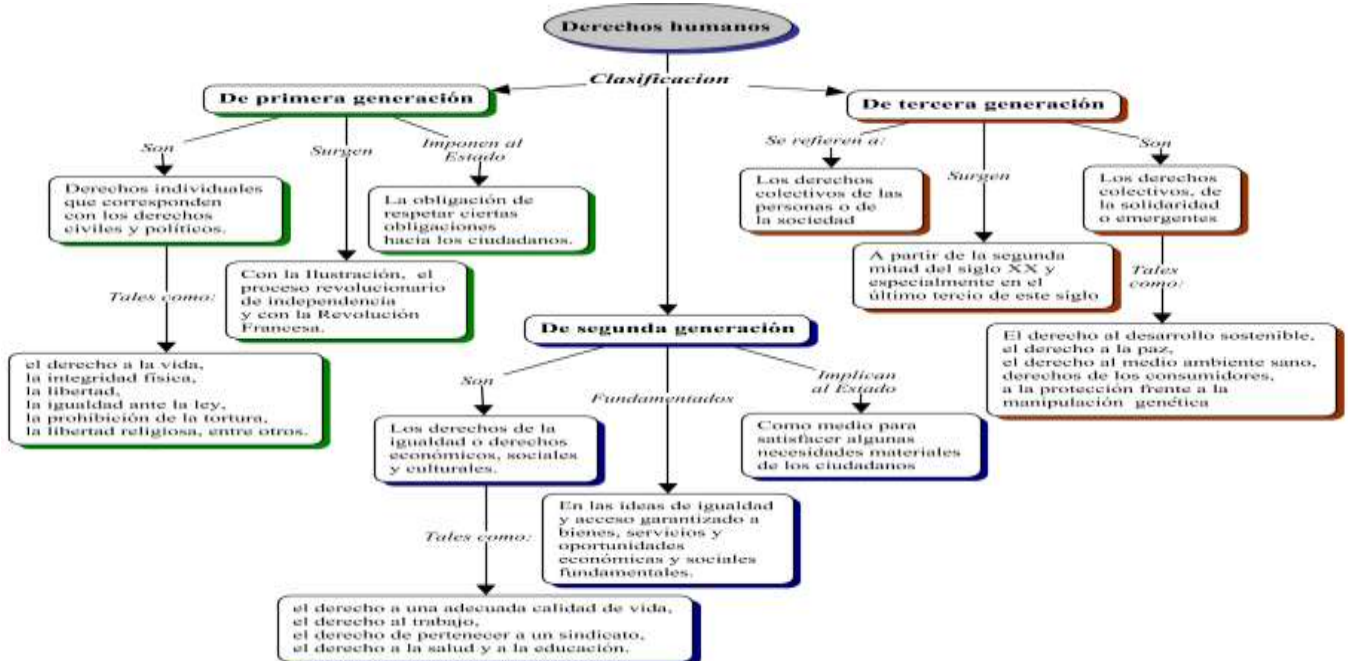 Derechos humanos
Clasificacion
De primera generación
Son
Derechos individuales
que corresponden
con los derechos
civiles y políticos.
Tales como:
el derecho a la vida,
la integridad física,
la libertad,
la igualdad ante la ley,
la prohibición de la tortura,
la libertad religiosa, entre otros.
Surgen
Con la Ilustración, el
proceso revolucionario
de independencia
y con la Revolución
Francesa.
Imponen al
Estado
La obligación de
respetar ciertas
obligaciones
hacia los ciudadanos.
De segunda generación
Son
Los derechos de la
igualdad o derechos
económicos, sociales
y culturales.
Tales como:
el derecho a una adecuada calidad de vida,
el derecho al trabajo,
el derecho de pertenecer a un sindicato,
el derecho a la salud y a la educación.
Fundamentados
En las ideas de igualdad
y acceso garantizado a
bienes, servicios y
oportunidades
económicas y sociales
fundamentales.
Implican
al Estado
Como medio para
satisfacer algunas
necesidades materiales
de los ciudadanos
De tercera generación
Se refieren a:
Los derechos
colectivos de las
personas o de
la sociedad
Surgen
A partir de la segunda
mitad del siglo XX y
especialmente en el
último tercio de este siglo
Son
Los derechos
colectivos, de
la solidaridad
o emergentes
Tales
como:
El derecho al desarrollo sostenible,
el derecho a la paz,
el derecho al medio ambiente sano,
derechos de los consumidores,
a la protección frente a la
manipulación genética